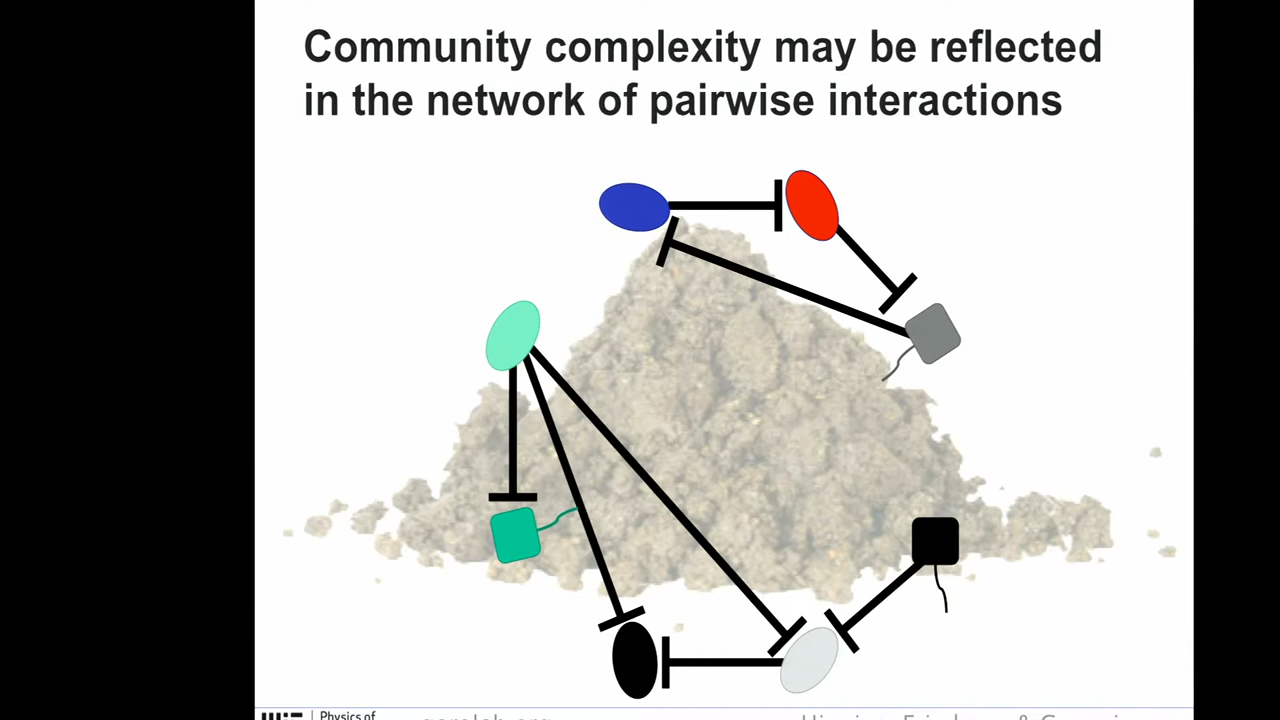 Community complexity may be reflected
in the network of pairwise interactions
Physics of